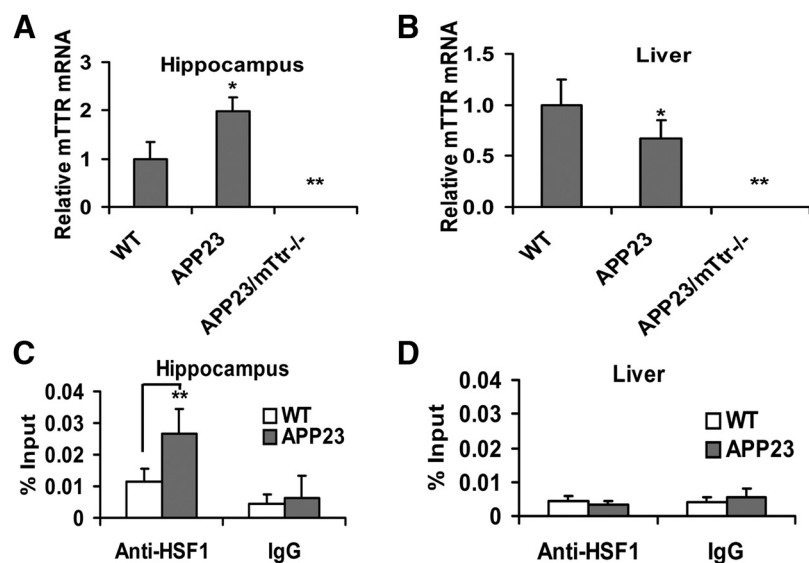 A
Hippocampus
Relative mTTR mRNA
3
2
1
0
*
**
WT
APP23
APP23/mTtr-/-
B
Liver
Relative mTTR mRNA
1.5
1.0
0.5
0.0
*
**
WT
APP23
APP23/mTtr-/-
C
Hippocampus
% Input
0.04
0.03
0.02
0.01
0
**
WT
APP23
Anti-HSF1
IgG
D
Liver
% Input
0.04
0.03
0.02
0.01
0
WT
APP23
Anti-HSF1
IgG